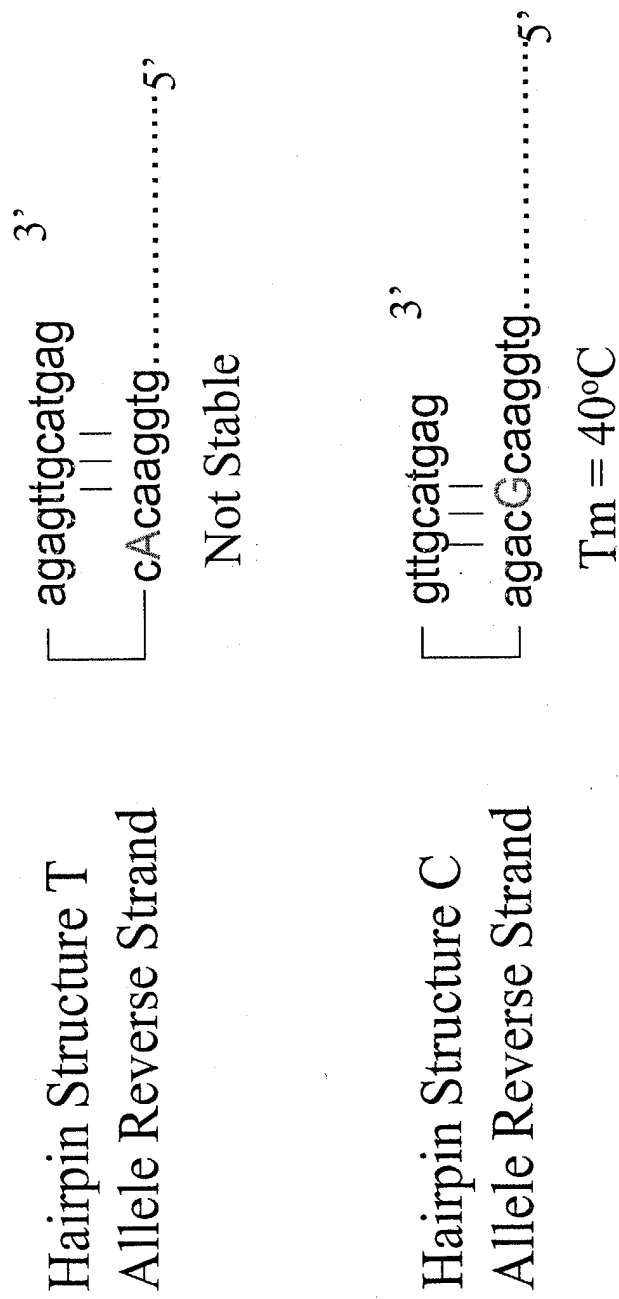 Hairpin Structure T
Allele Reverse Strand
agagttgcatgag 3’
cAcaaggtg.....................5’
Not Stable
Hairpin Structure C
Allele Reverse Strand
gttgcatgag 3’
agacGcaaggtg.....................5’
Tm = 40°C